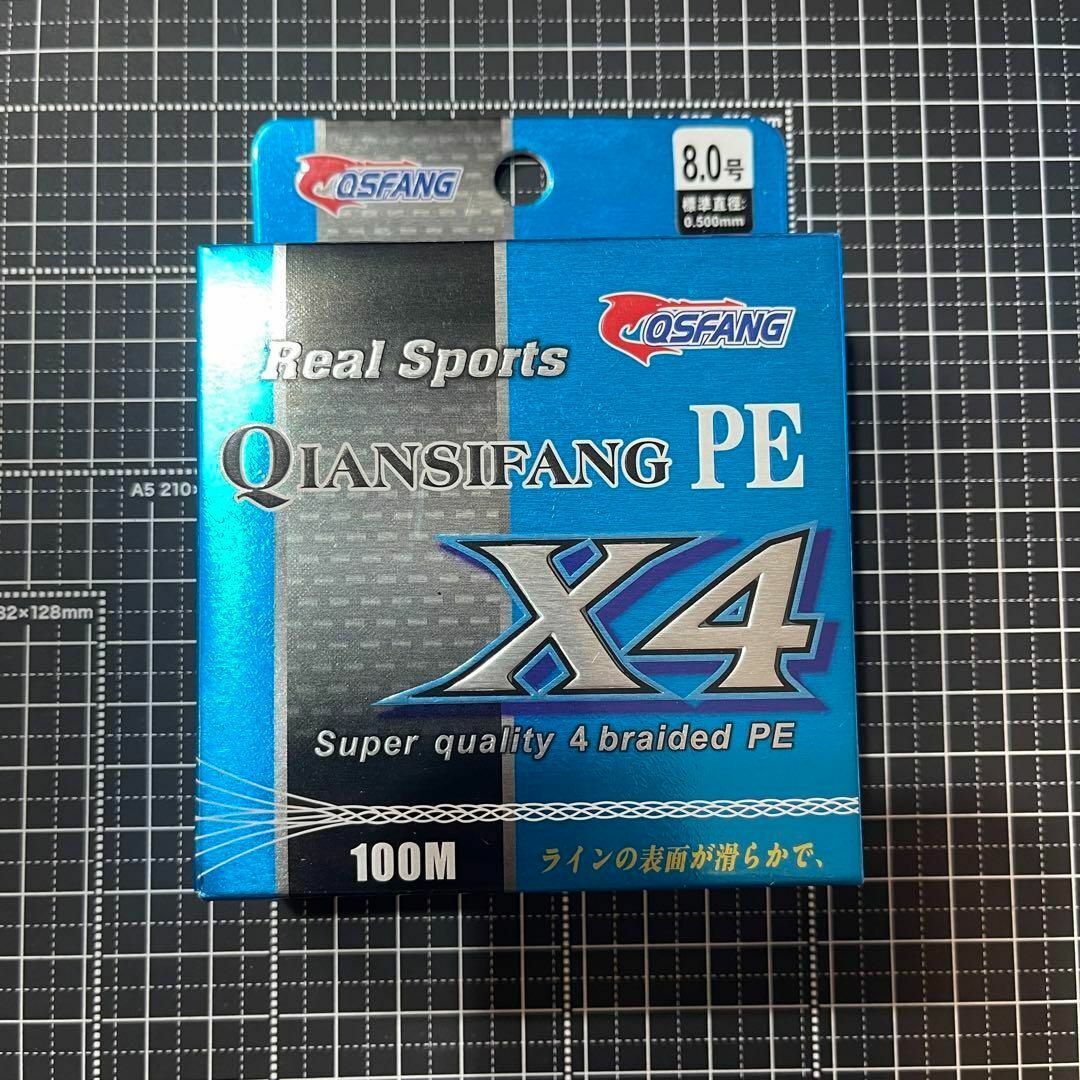 QSFANG
8.0号
標準直径:
0.500mm
QSFANG
Real Sports
QIANSIFANG PE
X4
Super quality 4 braided PE
100M
ラインの表面が滑らかで、
A5 210
82×128mm